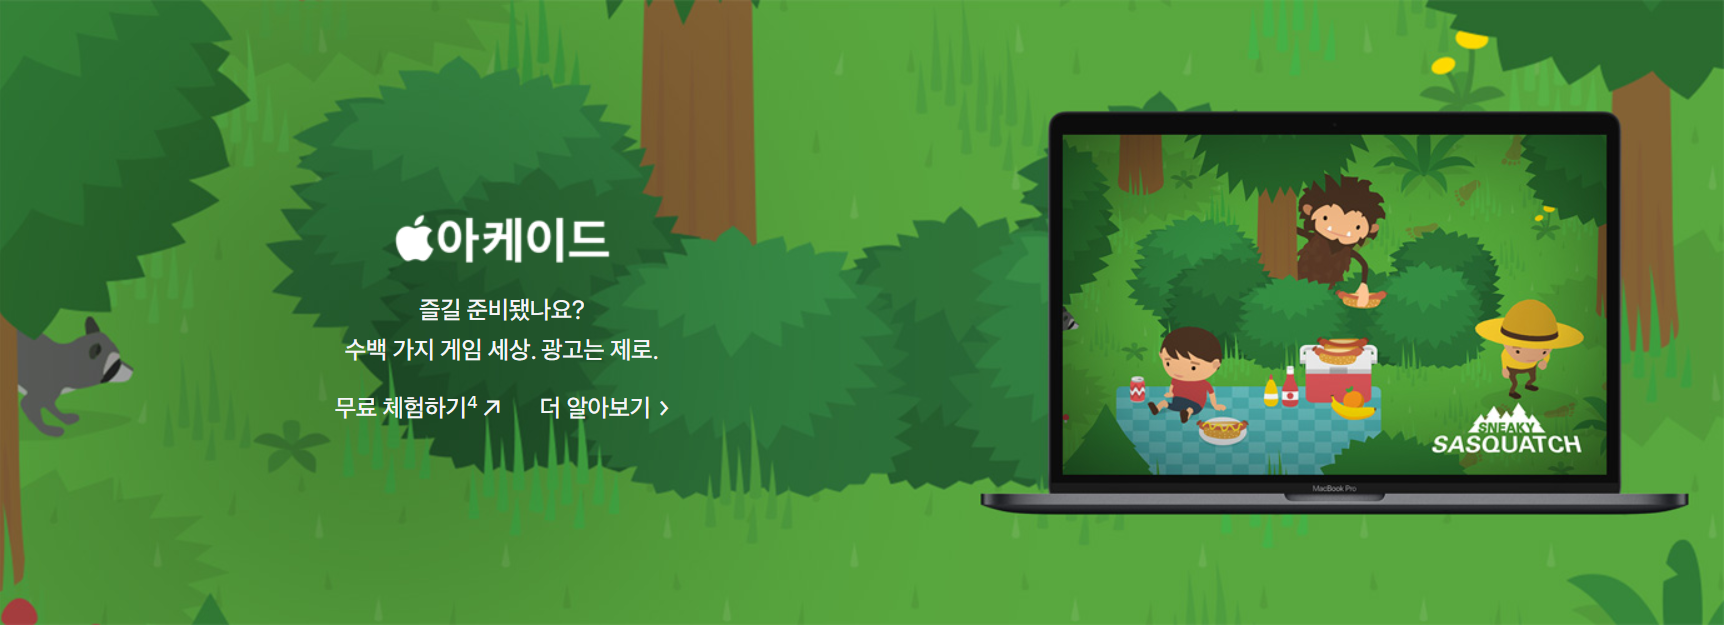 아케이드
즐길 준비됐나요?
수백 가지 게임 세상. 광고는 제로.
무료 체험하기4 더 알아보기
SNEAKY
SASQUATCH
MacBook Pro